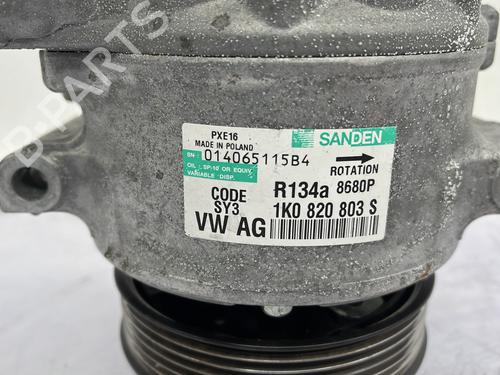 B-PARTS
PXE16
MADE IN POLAND
SANDEN
SN 014065115B4
OIL : SP-10 OR EQUIV.
VARIABLE DISP.
ROTATION
CODE
SY3
R134a 8680P
1K0 820 803 S
VW AG